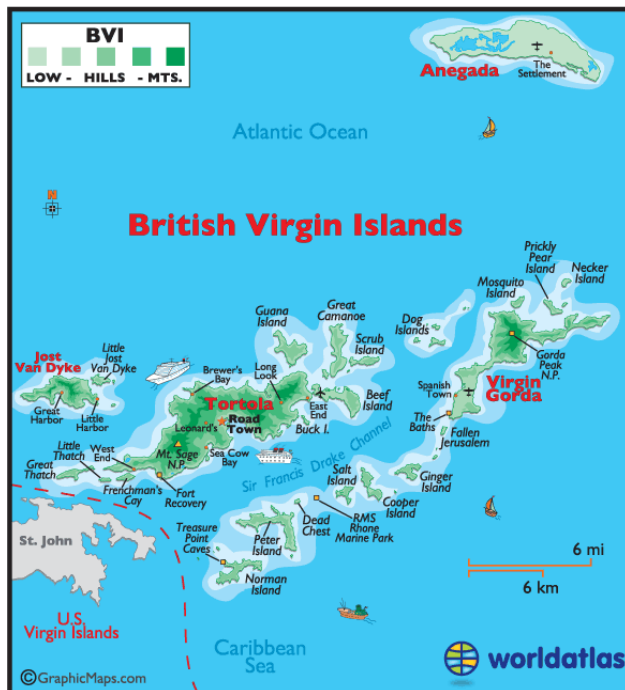 BVI
LOW - HILLS - MTS.
Anegada
The
Settlement
Atlantic Ocean
N
British Virgin Islands
Prickly
Pear
Island
Necker
Island
Mosquito
Island
Guana
Island
Great
Camanoe
Dog
Islands
Scrub
Island
Gorda
Peak
N.P.
Jost
Van Dyke
Little
Jost
Van Dyke
Brewer's
Bay
Long
Look
Spanish
Town
Virgin
Gorda
Great
Harbor
Little
Harbor
Tortola
East
End
Beef
Island
Leonard's
Road
Town
Buck I.
The
Baths
Fallen
Jerusalem
Little
Thatch
West
End
Mt. Sage
N.P.
Sea Cow
Bay
Sir Francis Drake Channel
Great
Thatch
Frenchman's
Cay
Fort
Recovery
Salt
Island
Cooper
Island
Ginger
Island
St. John
Treasure
Point
Caves
Peter
Island
Dead
Chest
RMS
Rhone
Marine Park
Norman
Island
6 mi
6 km
U.S.
Virgin Islands
Caribbean
Sea
worldatlas
©GraphicMaps.com